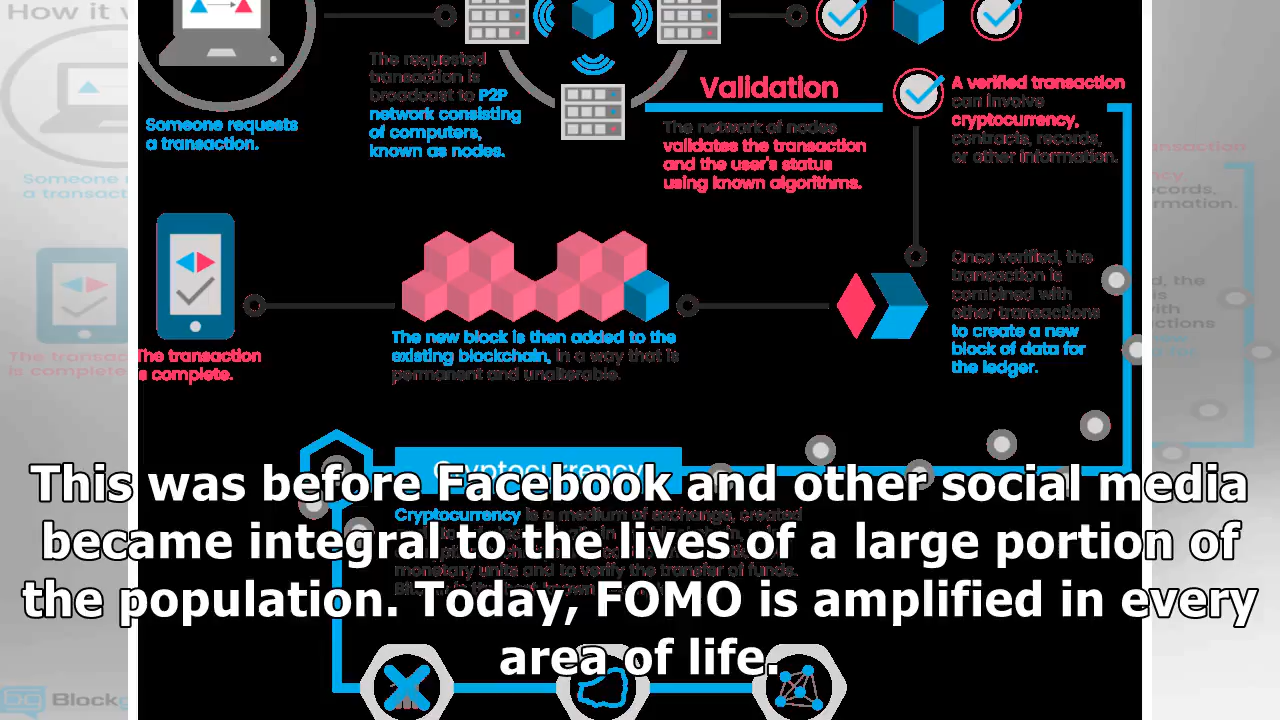 How it v
The requested
transaction is
broadcast to P2P
network consisting
of computers,
known as nodes.
Someone requests
a transaction.
Validation
The network of nodes
validates the transaction
and the user's status
using known algorithms.
A verified transaction
can involve
cryptocurrency,
contracts, records,
or other information.
Once verified, the
transaction is
combined with
other transactions
to create a new
block of data for
the ledger.
The new block is then added to the
existing blockchain, in a way that is
permanent and unalterable.
The transaction
is complete.
Cryptocurrency
Cryptocurrency is a medium of exchange, created
monetary units and to verify the transfer of funds.
This was before Facebook and other social media
became integral to the lives of a large portion of
the population. Today, FOMO is amplified in every
area of life.